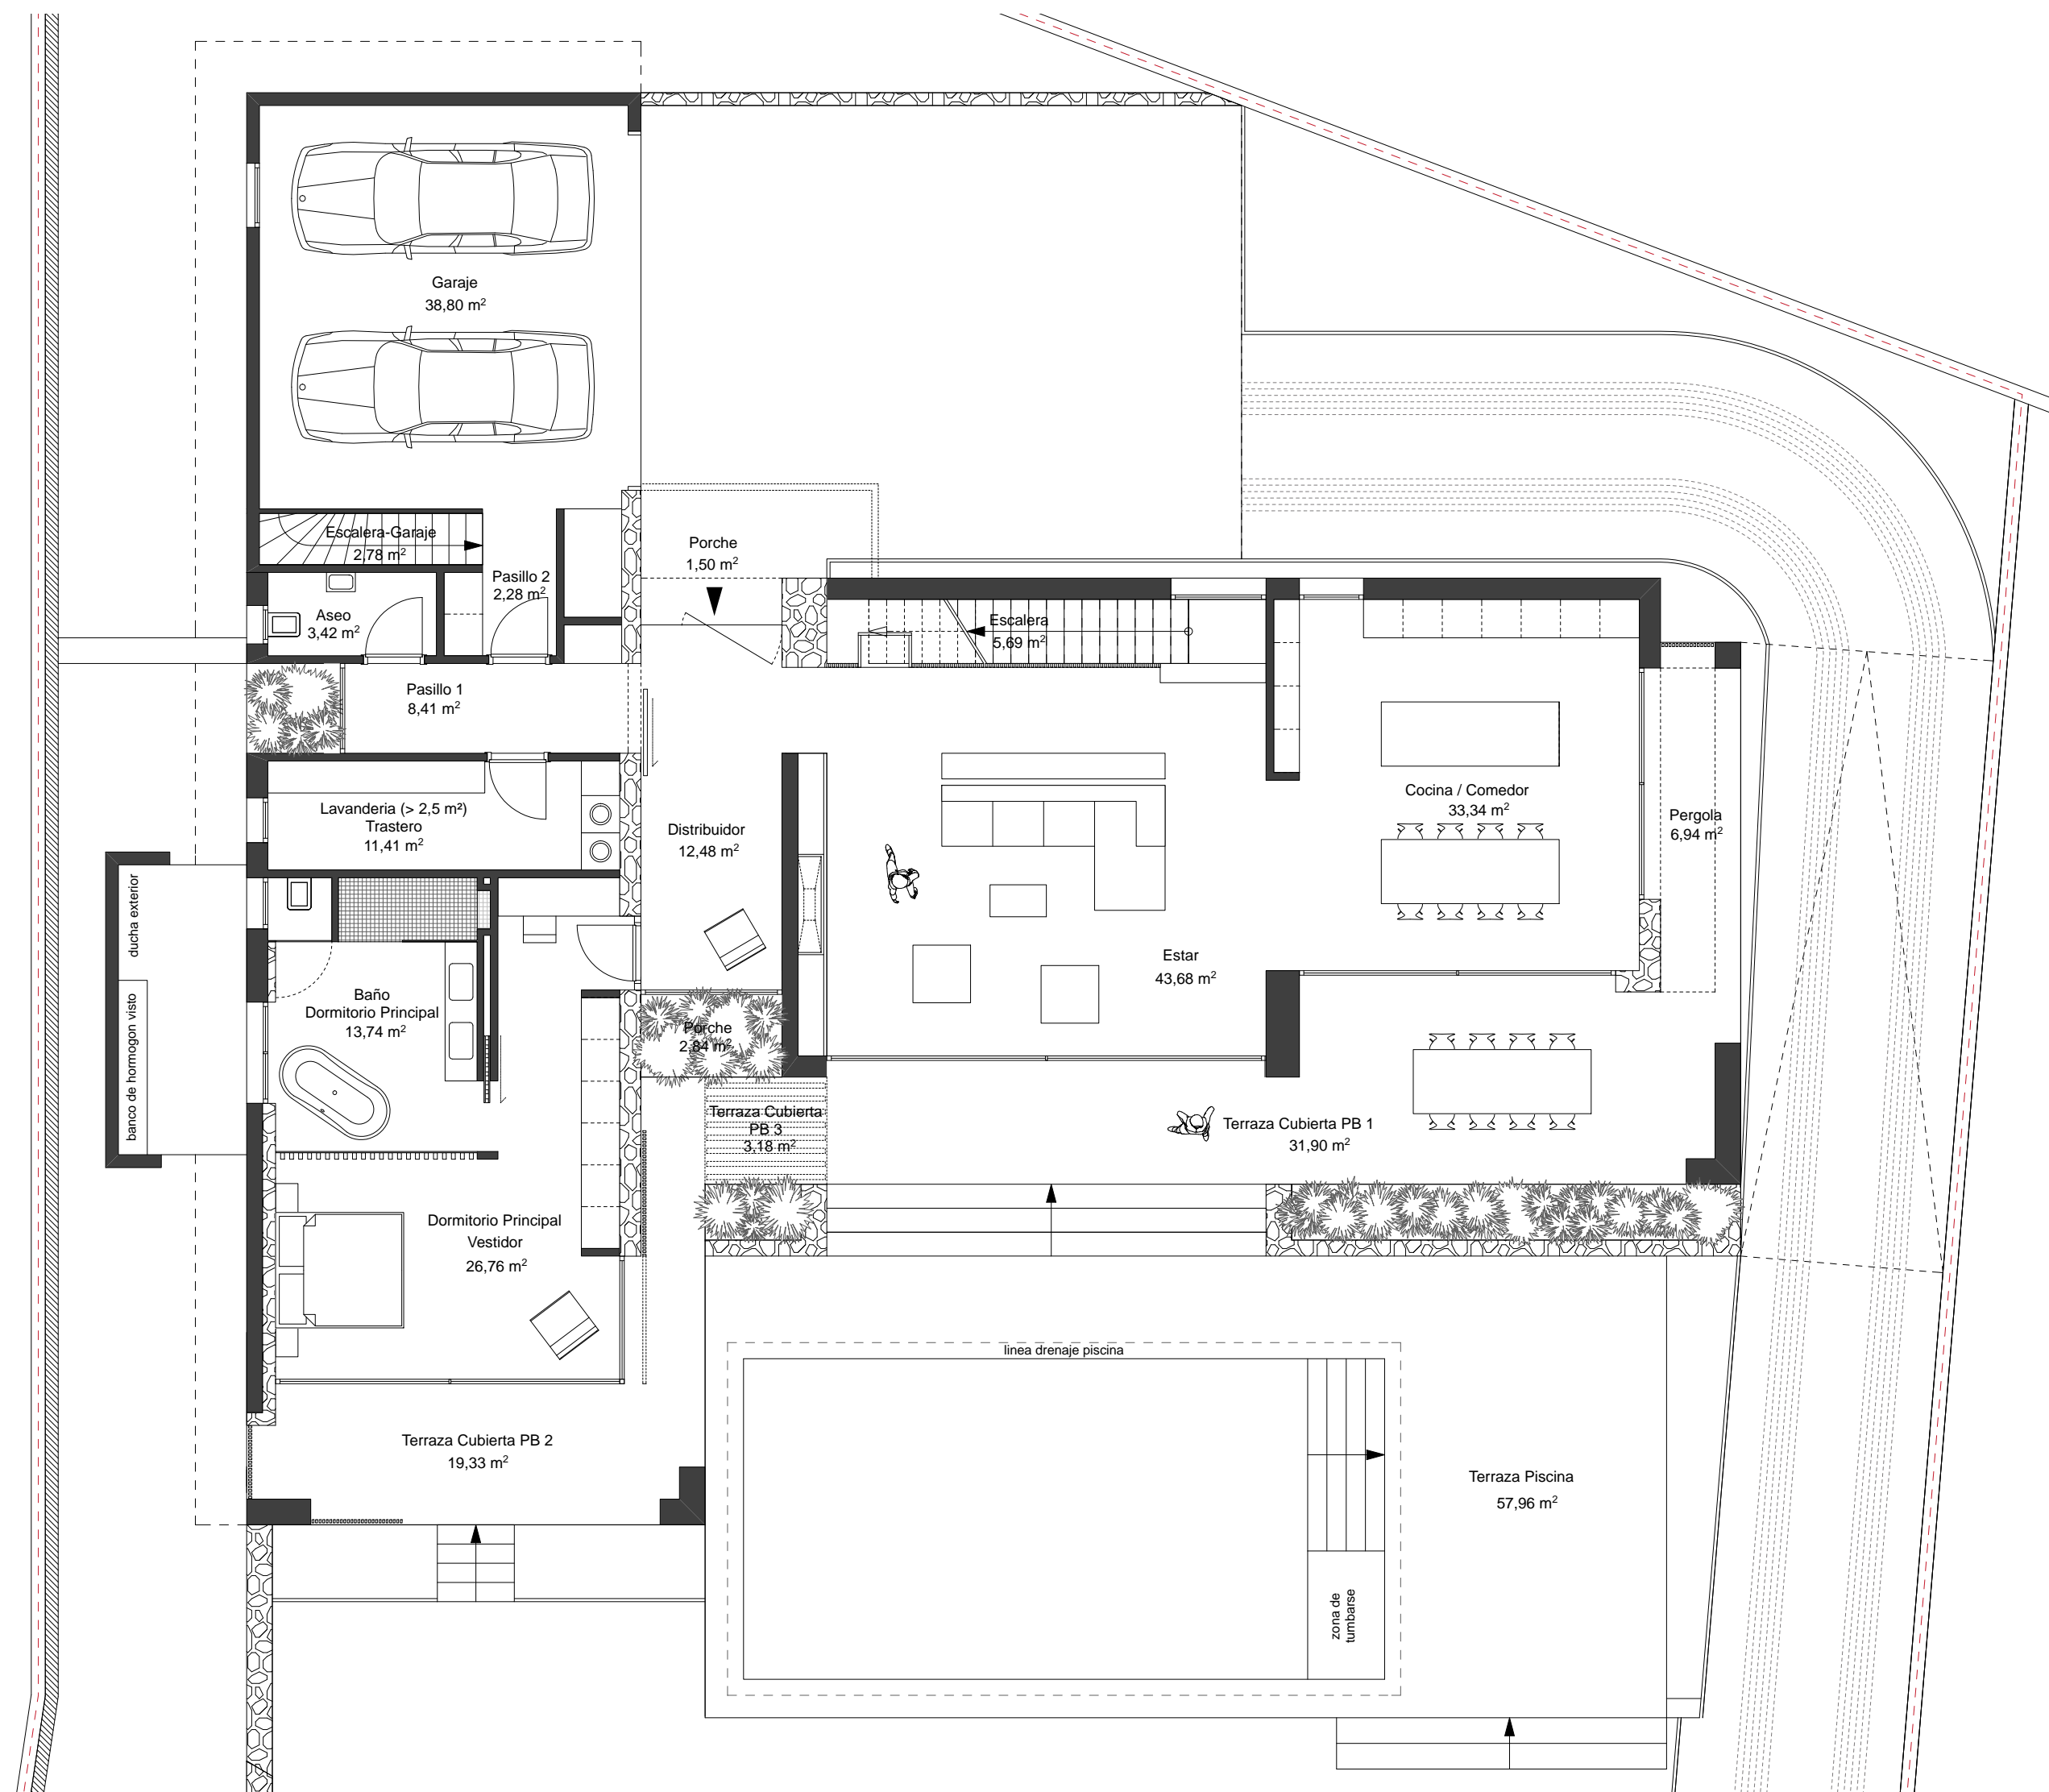 Garaje
38,80 m²
Escalera-Garaje
2,78 m²
Porche
1,50 m²
Pasillo 2
2,28 m²
Aseo
3,42 m²
Escalera
5,69 m²
Pasillo 1
8,41 m²
Cocina / Comedor
33,34 m²
Pergola
6,94 m²
Lavanderia (> 2,5 m²)
Trastero
11,41 m²
Distribuidor
12,48 m²
ducha exterior
banco de hormogon visto
Estar
43,68 m²
Baño
Dormitorio Principal
13,74 m²
Porche
2,84 m²
Terraza Cubierta
PB 3
3,18 m²
Terraza Cubierta PB 1
31,90 m²
Dormitorio Principal
Vestidor
26,76 m²
linea drenaje piscina
Terraza Cubierta PB 2
19,33 m²
Terraza Piscina
57,96 m²
zona de
tumbarse